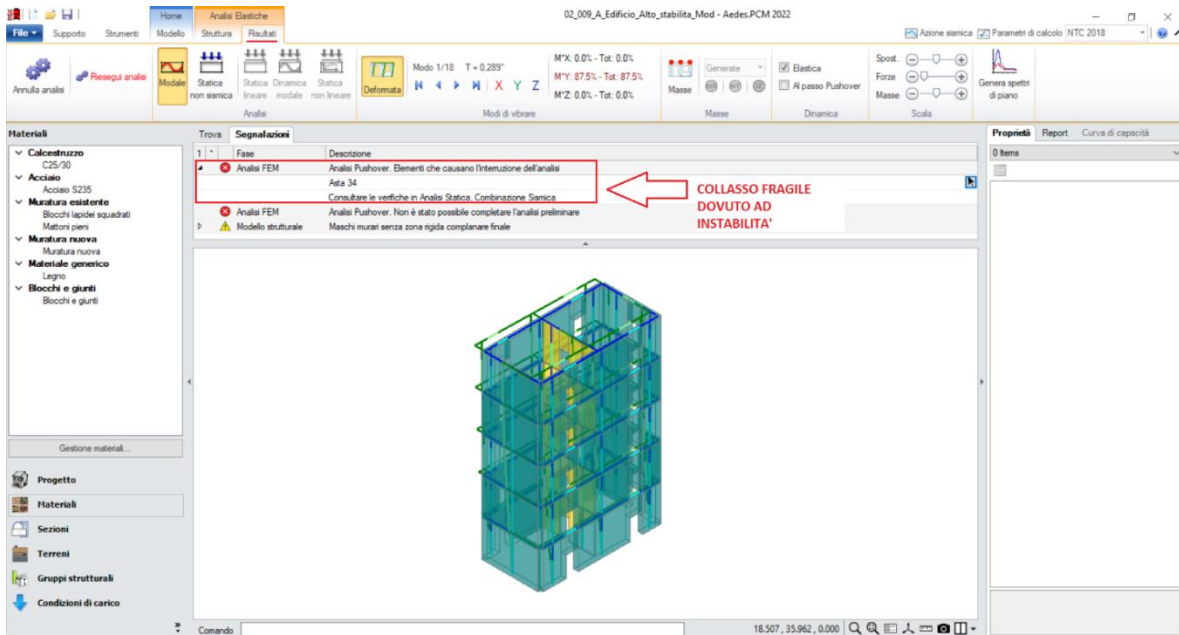 02_009_A_Edificio_Alto_stabilita_Mod - Aedes.PCM 2022
Home
Analisi Elastiche
File
Supporto
Strumenti
Modello
Struttura
Risultati
Azione sismica
Parametri di calcolo
NTC 2018
Annulla analisi
Riesegui analisi
Modale
Statica non sismica
Statica lineare
Dinamica modale
Statica non lineare
Analisi
Deformata
Modo 1/18 T = 0.289"
X Y Z
M*X: 0.0% - Tot: 0.0%
M*Y: 87.5% - Tot: 87.5%
M*Z: 0.0% - Tot: 0.0%
Modi di vibrare
Masse
Generate
Masse
Elastica
Al passo Pushover
Dinamica
Spost.
Forze
Masse
Scala
Genera spettri
di piano
Materiali
Calcestruzzo
C25/30
Acciaio
Acciaio S235
Muratura esistente
Blocchi lapidei squadrati
Mattoni pieni
Muratura nuova
Muratura nuova
Materiale generico
Legno
Blocchi e giunti
Blocchi e giunti
Gestione materiali...
Progetto
Materiali
Sezioni
Terreni
Gruppi strutturali
Condizioni di carico
Trova
Segnalazioni
1 * Fase Descrizione
Analisi FEM Analisi Pushover. Elementi che causano l'interruzione dell'analisi
Asta 34
Consultare le verifiche in Analisi Statica, Combinazione Sismica
Analisi FEM Analisi Pushover. Non è stato possibile completare l'analisi preliminare
Modello strutturale Maschi murari senza zona rigida complanare finale
COLLASSO FRAGILE
DOVUTO AD
INSTABILITA'
Proprietà
Report
Curva di capacità
0 Items
Comando
18.507 , 35.962 , 0.000